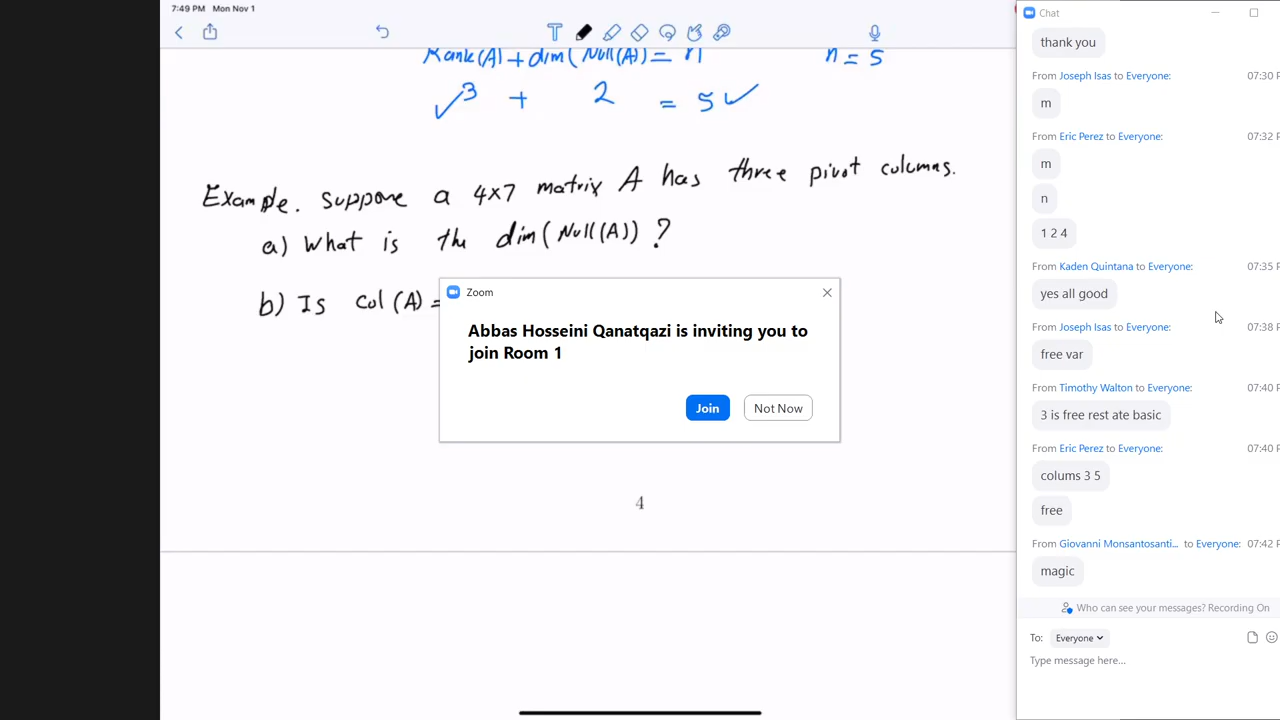 7:49 PM Mon Nov 1
Rank(A) + dim(Null(A)) = n n = 5
✓3 + 2 = 5 ✓
Example. Suppose a 4×7 matrix A has three pivot columns.
a) What is the dim(Null(A))?
b) Is col(A) =
4
Zoom
Abbas Hosseini Qanatqazi is inviting you to
join Room 1
Join Not Now
Chat
thank you
From Joseph Isas to Everyone: 07:30 P
m
From Eric Perez to Everyone: 07:32 P
m
n
1 2 4
From Kaden Quintana to Everyone: 07:35 P
yes all good
From Joseph Isas to Everyone: 07:38 P
free var
From Timothy Walton to Everyone: 07:40 P
3 is free rest ate basic
From Eric Perez to Everyone: 07:40 P
colums 3 5
free
From Giovanni Monsantosanti... to Everyone: 07:42 P
magic
Who can see your messages? Recording On
To: Everyone
Type message here...